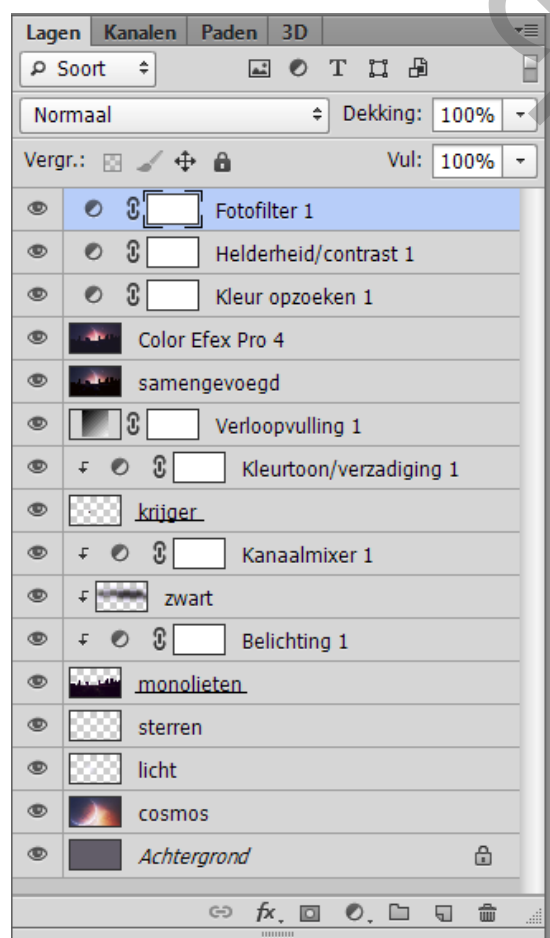 Lagen Kanalen Paden 3D
Soort
Normaal Dekking: 100%
Vergr.: Vul: 100%
Fotofilter 1
Helderheid/contrast 1
Kleur opzoeken 1
Color Efex Pro 4
samengevoegd
Verloopvulling 1
Kleurtoon/verzadiging 1
krijger
Kanaalmixer 1
zwart
Belichting 1
monolieten
sterren
licht
cosmos
Achtergrond
fx